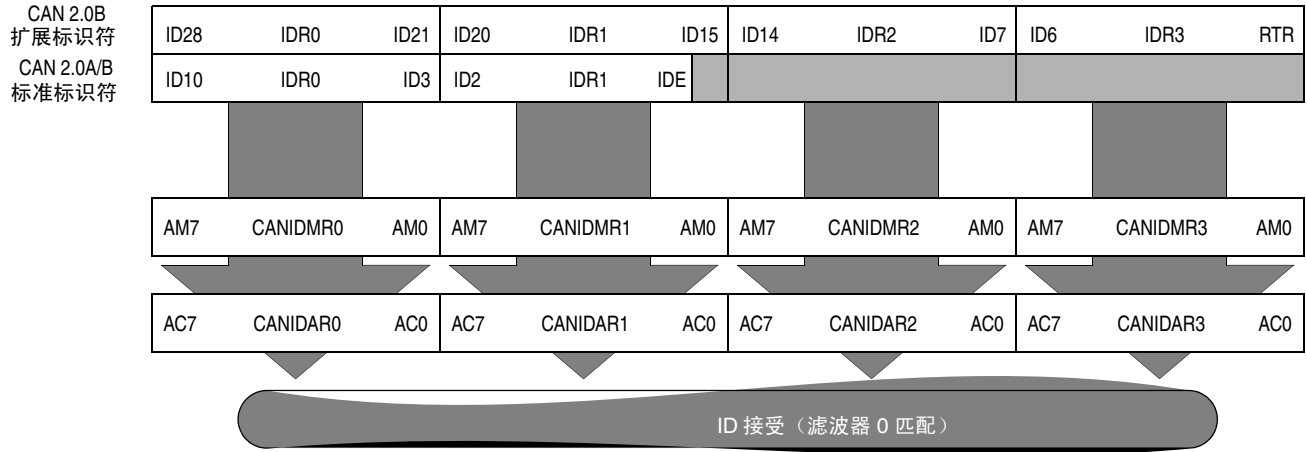 CAN 2.0B
扩展标识符
ID28 IDR0 ID21 ID20 IDR1 ID15 ID14 IDR2 ID7 ID6 IDR3 RTR
CAN 2.0A/B
标准标识符
ID10 IDR0 ID3 ID2 IDR1 IDE
AM7 CANIDMR0 AM0 AM7 CANIDMR1 AM0 AM7 CANIDMR2 AM0 AM7 CANIDMR3 AM0
AC7 CANIDAR0 AC0 AC7 CANIDAR1 AC0 AC7 CANIDAR2 AC0 AC7 CANIDAR3 AC0
ID 接受（滤波器 0 匹配）